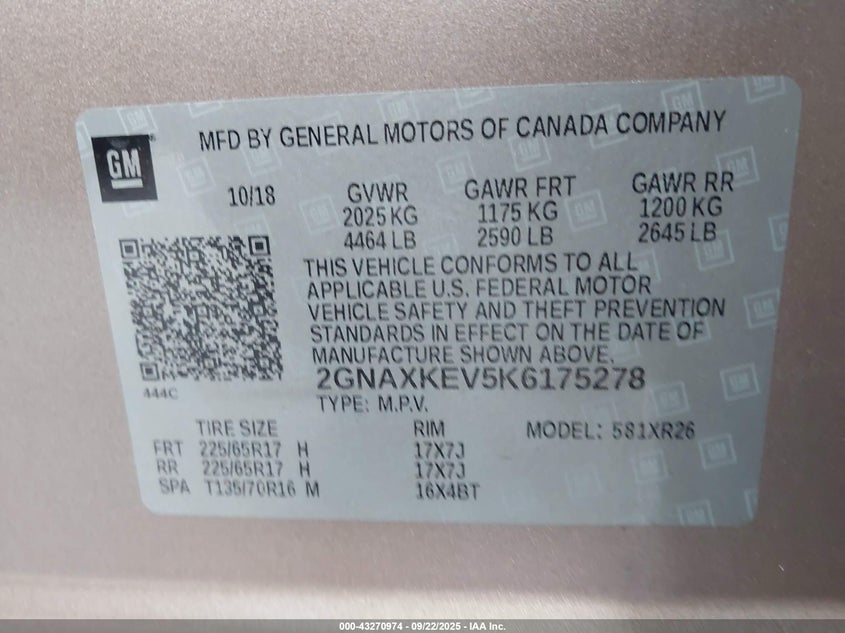 MFD BY GENERAL MOTORS OF CANADA COMPANY
GM
10/18 GVWR GAWR FRT GAWR RR
2025 KG 1175 KG 1200 KG
4464 LB 2590 LB 2645 LB
THIS VEHICLE CONFORMS TO ALL
APPLICABLE U.S. FEDERAL MOTOR
VEHICLE SAFETY AND THEFT PREVENTION
STANDARDS IN EFFECT ON THE DATE OF
MANUFACTURE SHOWN ABOVE.
2GNAXKEV5K6175278
444C
TYPE: M.P.V.
TIRE SIZE RIM MODEL: 581XR26
FRT 225/65R17 H 17X7J
RR 225/65R17 H 17X7J
SPA T135/70R16 M 16X4BT
000-43270974 - 09/22/2025 - IAA Inc.